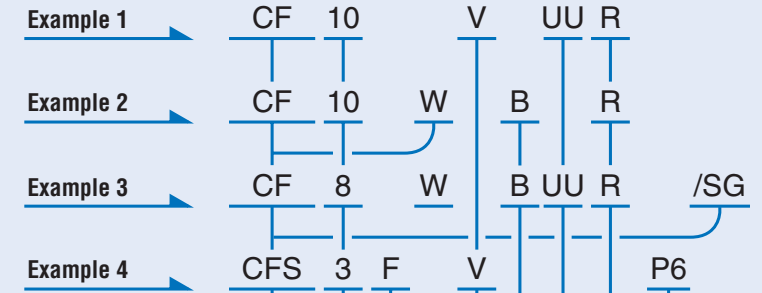 Example 1 CF 10 V UU R
Example 2 CF 10 W B R
Example 3 CF 8 W B UU R /SG
Example 4 CFS 3 F V P6